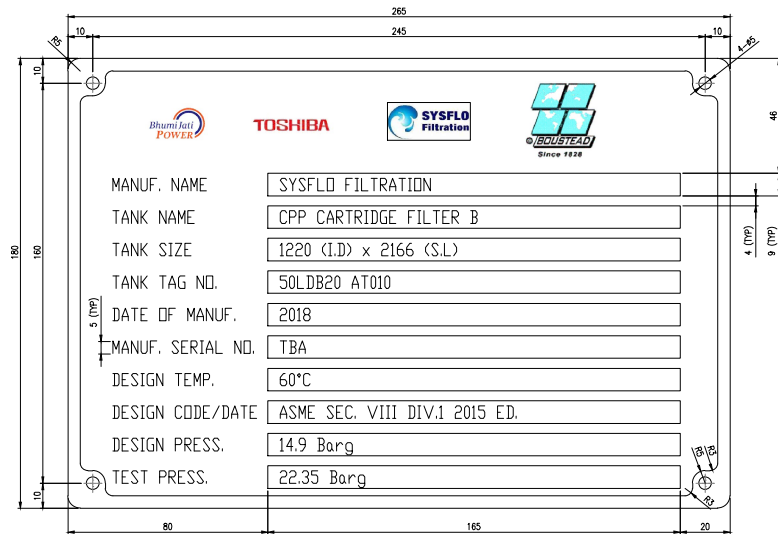 265
10 245 10
R5
4-Ø5
10
46
Bhumi Jati
POWER
TOSHIBA
SYSFLO
Filtration
© BOUSTEAD
Since 1828
MANUF. NAME SYSFLO FILTRATION
TANK NAME CPP CARTRIDGE FILTER B
TANK SIZE 1220 (I.D) x 2166 (S.L)
TANK TAG NO. 50LDB20 AT010
DATE OF MANUF. 2018
MANUF. SERIAL NO. TBA
DESIGN TEMP. 60°C
DESIGN CODE/DATE ASME SEC. VIII DIV.1 2015 ED.
DESIGN PRESS. 14.9 Barg
TEST PRESS. 22.35 Barg
180
160
5 (TYP)
4 (TYP)
9 (TYP)
R5
R3
R3
10
80 165 20